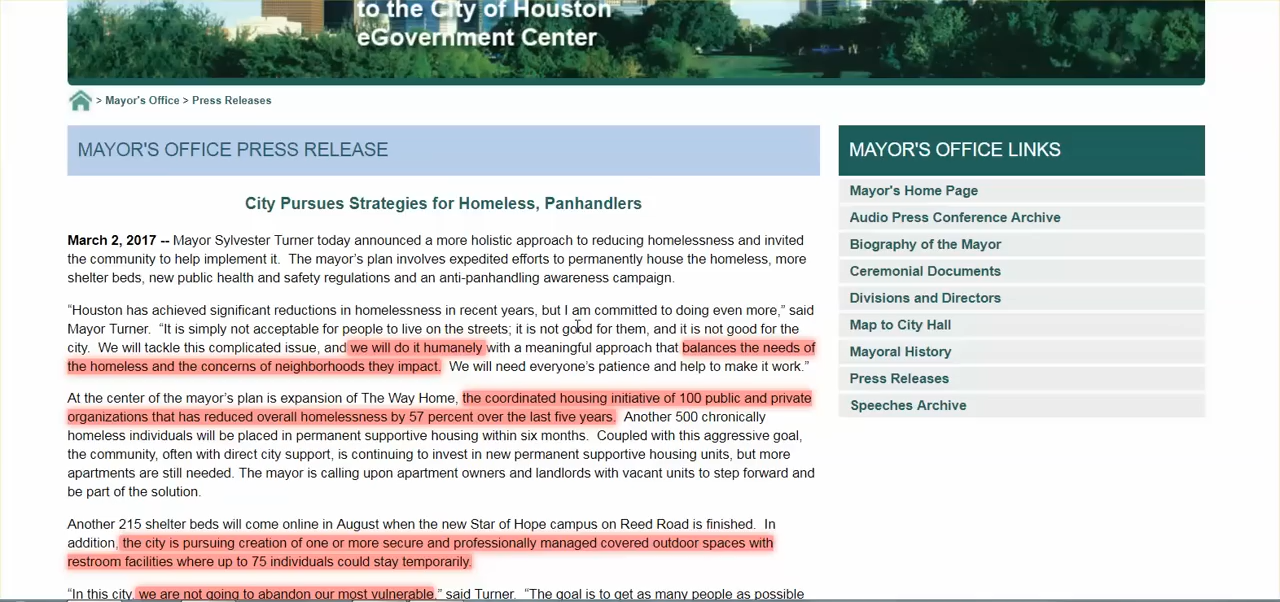 to the City of Houston
eGovernment Center
> Mayor's Office > Press Releases
MAYOR'S OFFICE PRESS RELEASE
City Pursues Strategies for Homeless, Panhandlers
March 2, 2017 -- Mayor Sylvester Turner today announced a more holistic approach to reducing homelessness and invited
the community to help implement it. The mayor's plan involves expedited efforts to permanently house the homeless, more
shelter beds, new public health and safety regulations and an anti-panhandling awareness campaign.
“Houston has achieved significant reductions in homelessness in recent years, but I am committed to doing even more,” said
Mayor Turner. “It is simply not acceptable for people to live on the streets; it is not good for them, and it is not good for the
city. We will tackle this complicated issue, and we will do it humanely with a meaningful approach that balances the needs of
the homeless and the concerns of neighborhoods they impact. We will need everyone's patience and help to make it work.”
At the center of the mayor's plan is expansion of The Way Home, the coordinated housing initiative of 100 public and private
organizations that has reduced overall homelessness by 57 percent over the last five years. Another 500 chronically
homeless individuals will be placed in permanent supportive housing within six months. Coupled with this aggressive goal,
the community, often with direct city support, is continuing to invest in new permanent supportive housing units, but more
apartments are still needed. The mayor is calling upon apartment owners and landlords with vacant units to step forward and
be part of the solution.
Another 215 shelter beds will come online in August when the new Star of Hope campus on Reed Road is finished. In
addition, the city is pursuing creation of one or more secure and professionally managed covered outdoor spaces with
restroom facilities where up to 75 individuals could stay temporarily.
“In this city, we are not going to abandon our most vulnerable,” said Turner. “The goal is to get as many people as possible
MAYOR'S OFFICE LINKS
Mayor's Home Page
Audio Press Conference Archive
Biography of the Mayor
Ceremonial Documents
Divisions and Directors
Map to City Hall
Mayoral History
Press Releases
Speeches Archive